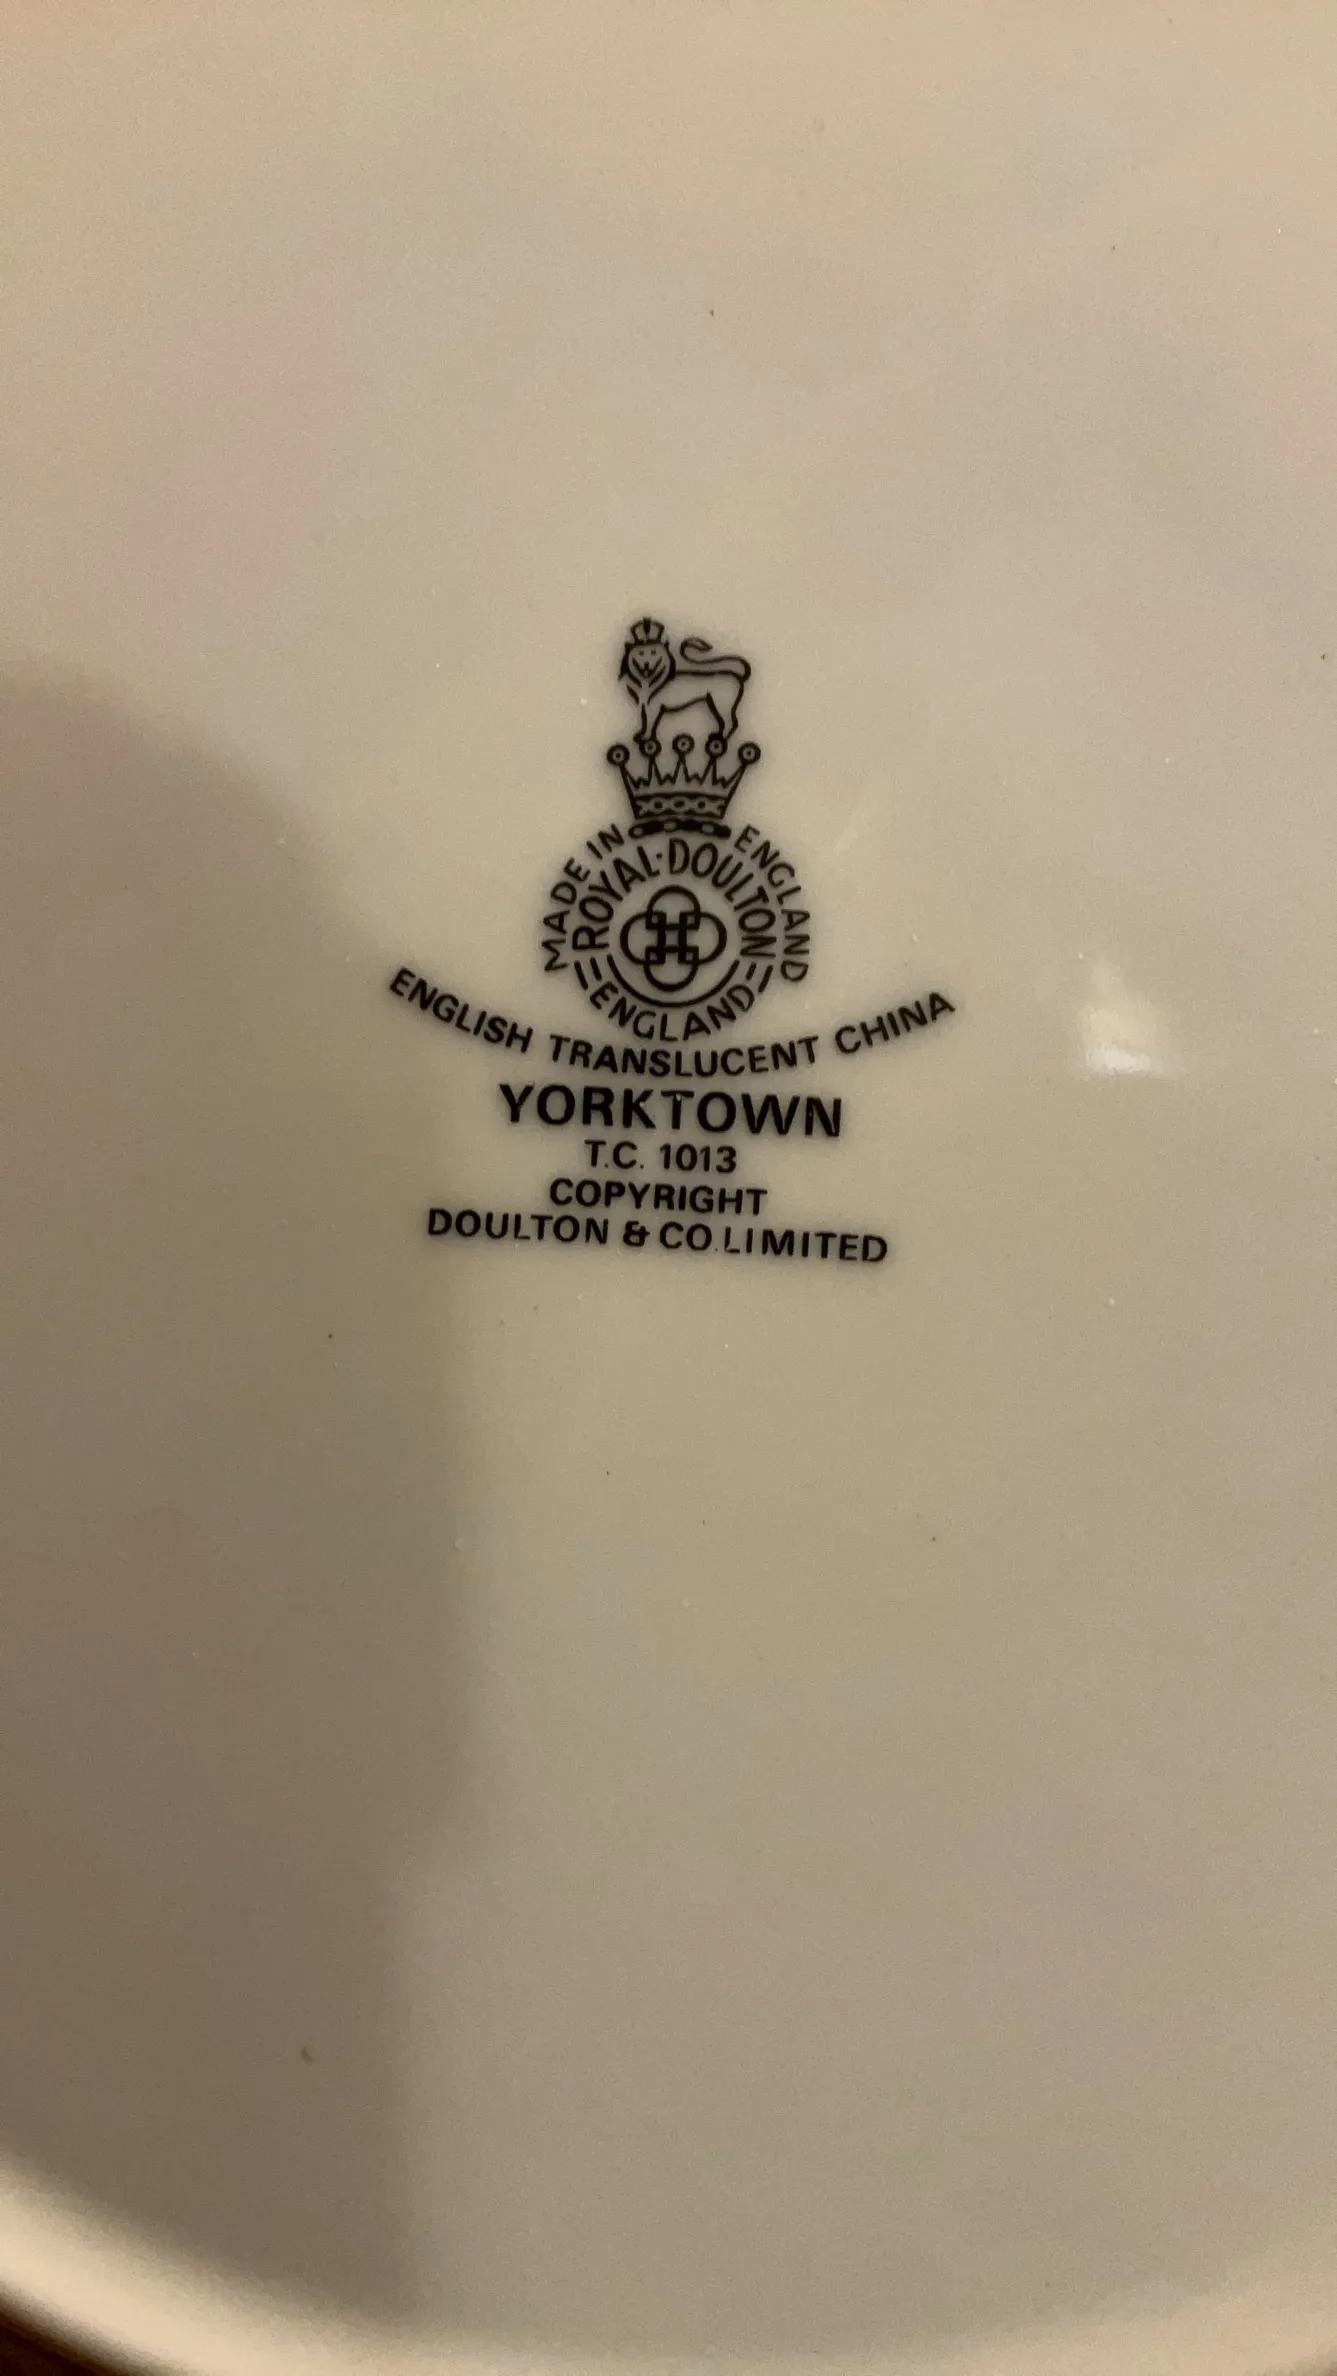 MADE IN ENGLAND
ROYAL·DOULTON
ENGLAND
ENGLISH TRANSLUCENT CHINA
YORKTOWN
T.C. 1013
COPYRIGHT
DOULTON & CO.LIMITED